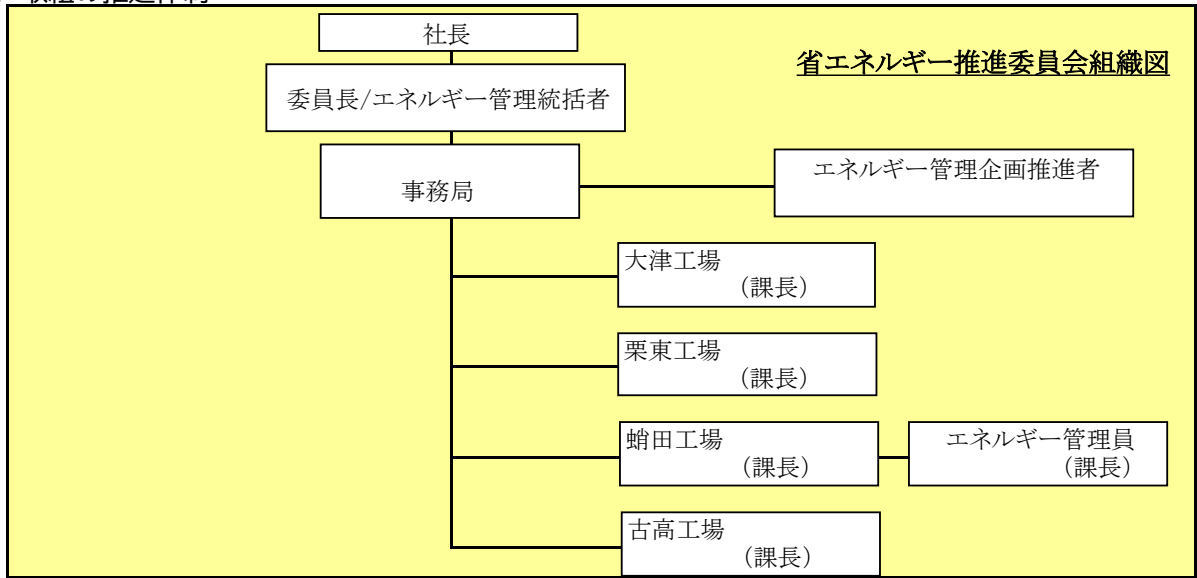 社長
省エネルギー推進委員会組織図
委員長/エネルギー管理統括者
エネルギー管理企画推進者
事務局
大津工場
（課長）
栗東工場
（課長）
蛸田工場
（課長）
エネルギー管理員
（課長）
古高工場
（課長）